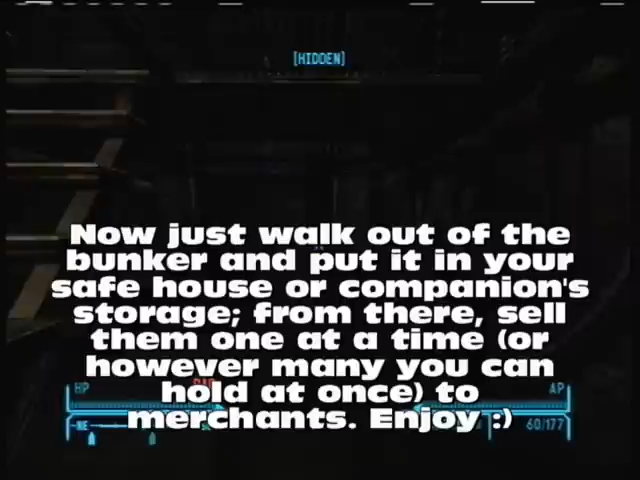 [HIDDEN]
Now just walk out of the
bunker and put it in your
safe house or companion's
storage; from there, sell
them one at a time (or
however many you can
hold at once) to
merchants. Enjoy :)
HP
AP
NE
60/177